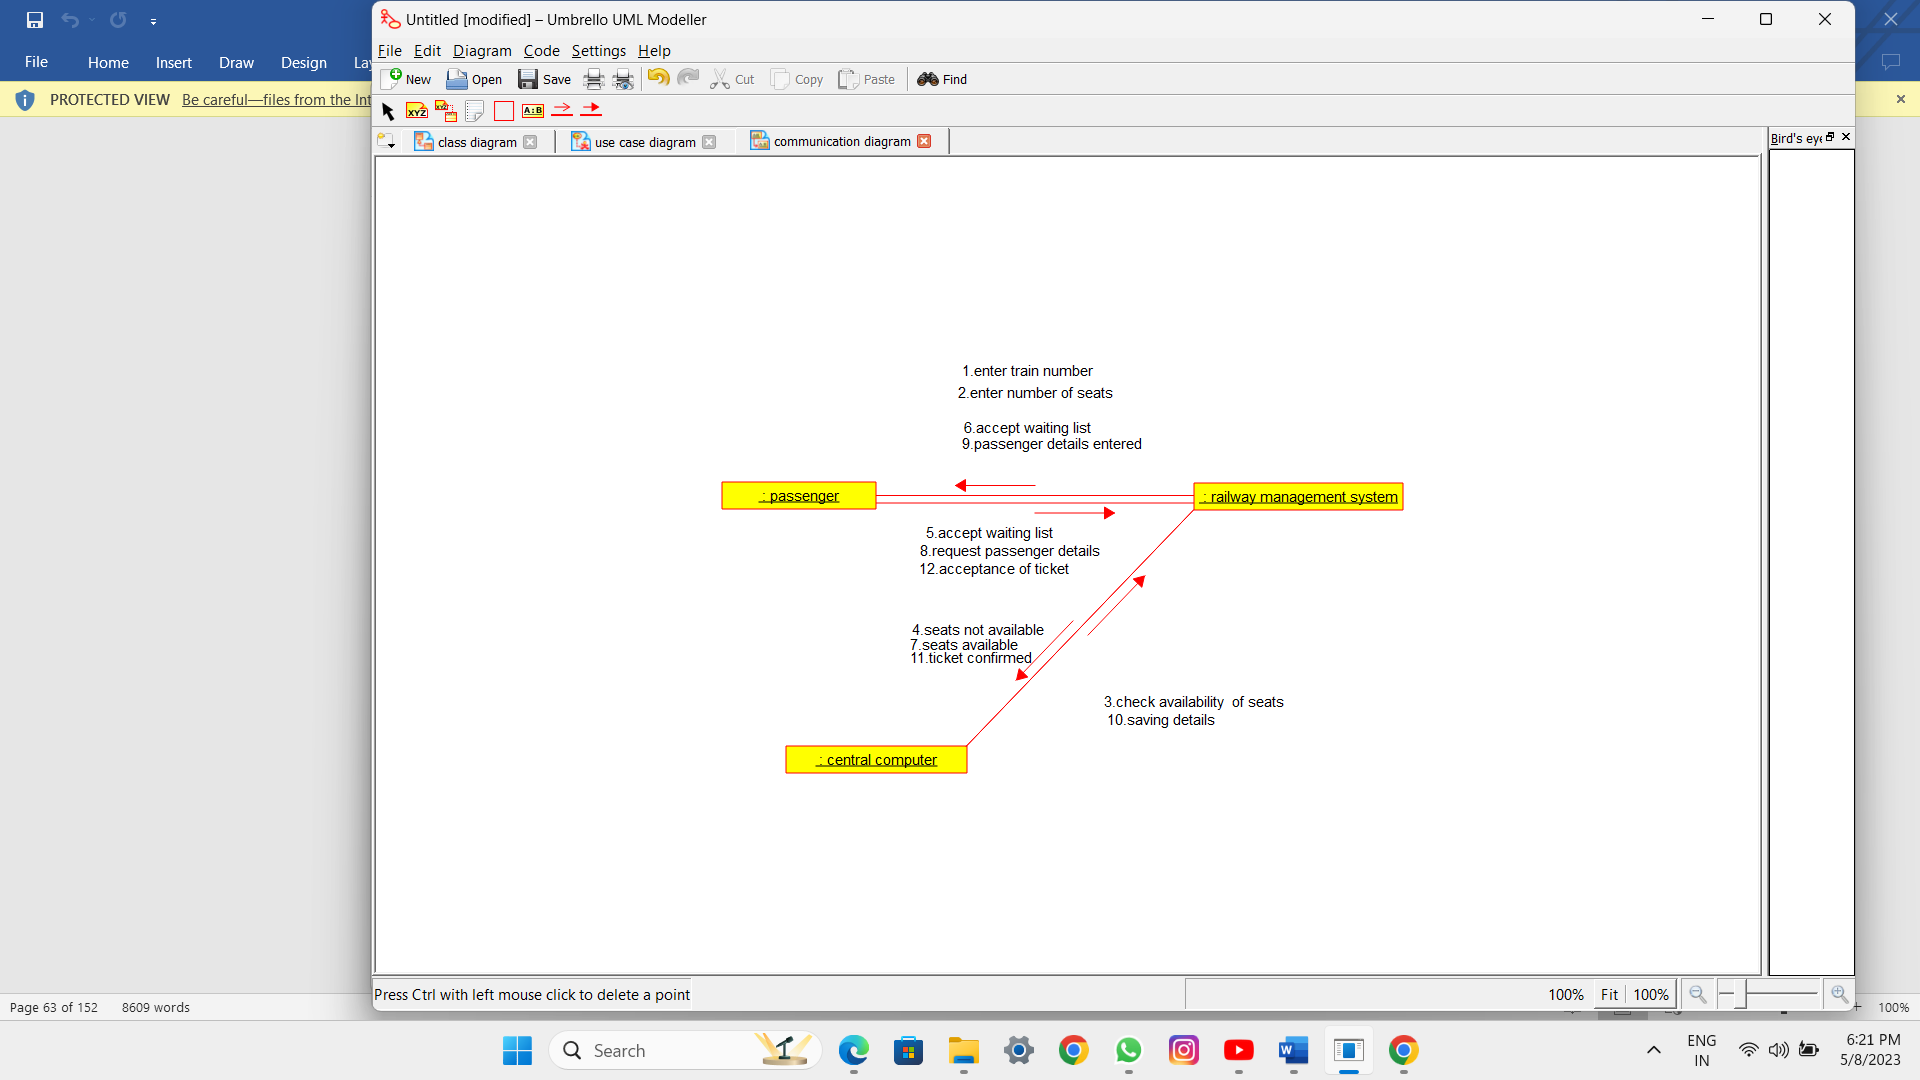 Untitled [modified] – Umbrello UML Modeller
File Home Insert Draw Design
File Edit Diagram Code Settings Help
New Open Save Cut Copy Paste Find
PROTECTED VIEW Be careful—files from the Int
XYZ XYZ A:B
class diagram use case diagram communication diagram
Bird's eye
1.enter train number
2.enter number of seats
6.accept waiting list
9.passenger details entered
: passenger
: railway management system
5.accept waiting list
8.request passenger details
12.acceptance of ticket
4.seats not available
7.seats available
11.ticket confirmed
3.check availability  of seats
10.saving details
: central computer
Press Ctrl with left mouse click to delete a point
100% Fit 100%
Page 63 of 152 8609 words
100%
Search
ENG
IN
6:21 PM
5/8/2023